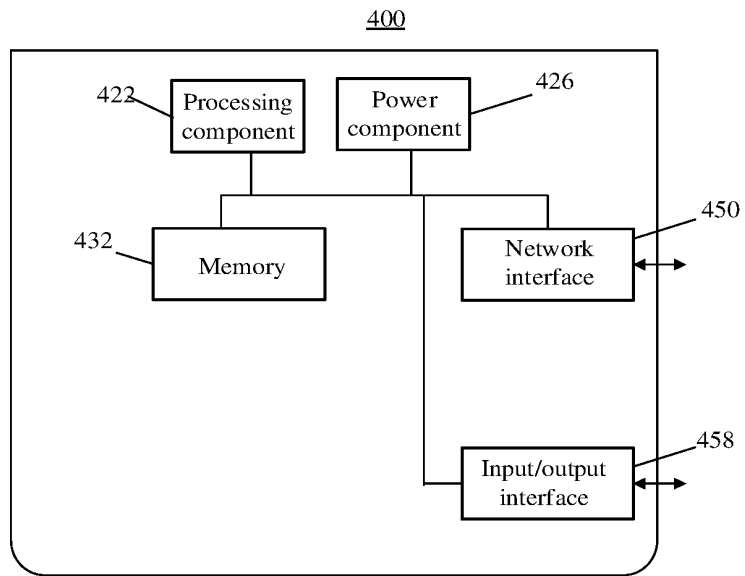 400
422
Processing
component
Power
component
426
432
Memory
450
Network
interface
458
Input/output
interface